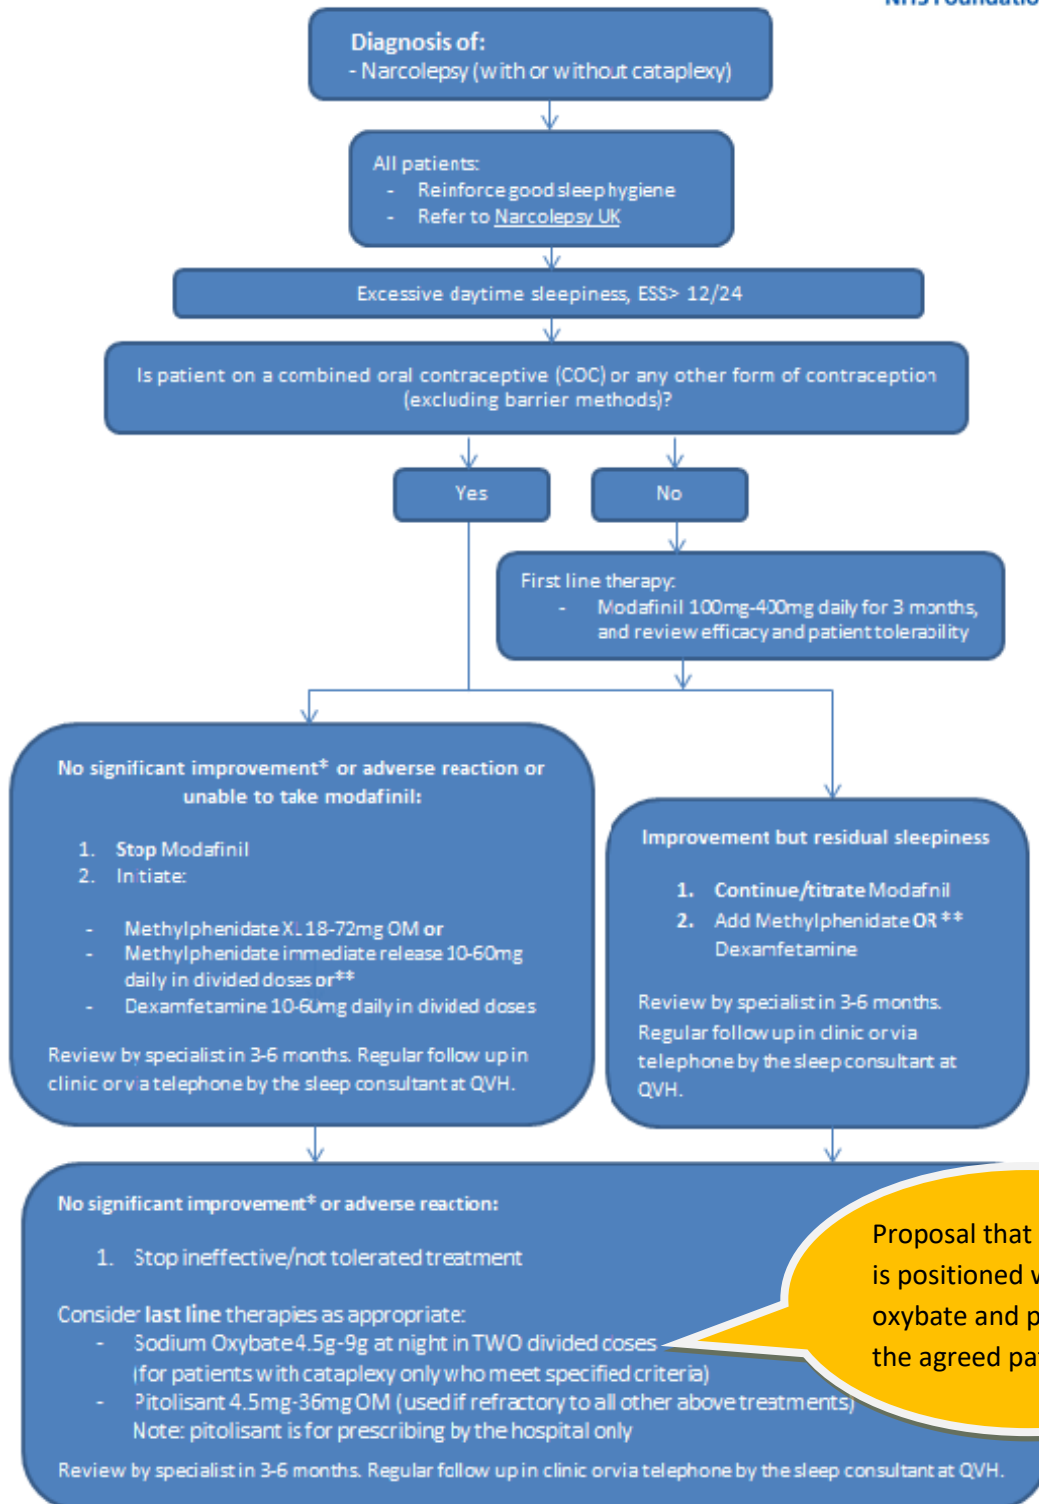 Diagnosis of:
- Narcolepsy (with or without cataplexy)
All patients:
- Reinforce good sleep hygiene
- Refer to Narcolepsy UK
Excessive daytime sleepiness, ESS> 12/24
Is patient on a combined oral contraceptive (COC) or any other form of contraception
(excluding barrier methods)?
Yes
No
First line therapy:
- Modafinil 100mg-400mg daily for 3 months,
and review efficacy and patient tolerability
No significant improvement* or adverse reaction or
unable to take modafinil:
1. Stop Modafinil
2. Initiate:
- Methylphenidate XL 18-72mg OM or
- Methylphenidate immediate release 10-60mg
daily in divided doses or**
- Dexamfetamine 10-60mg daily in divided doses
Review by specialist in 3-6 months. Regular follow up in
clinic or via telephone by the sleep consultant at QVH.
Improvement but residual sleepiness
1. Continue/titrate Modafnil
2. Add Methylphenidate OR **
Dexamfetamine
Review by specialist in 3-6 months.
Regular follow up in clinic or via
telephone by the sleep consultant at
QVH.
No significant improvement* or adverse reaction:
1. Stop ineffective/not tolerated treatment
Consider last line therapies as appropriate:
- Sodium Oxybate 4.5g-9g at night in TWO divided doses
(for patients with cataplexy only who meet specified criteria)
- Pitolisant 4.5mg-36mg OM (used if refractory to all other above treatments)
Note: pitolisant is for prescribing by the hospital only
Review by specialist in 3-6 months. Regular follow up in clinic or via telephone by the sleep consultant at QVH.
Proposal that
is positioned
oxybate and
the agreed